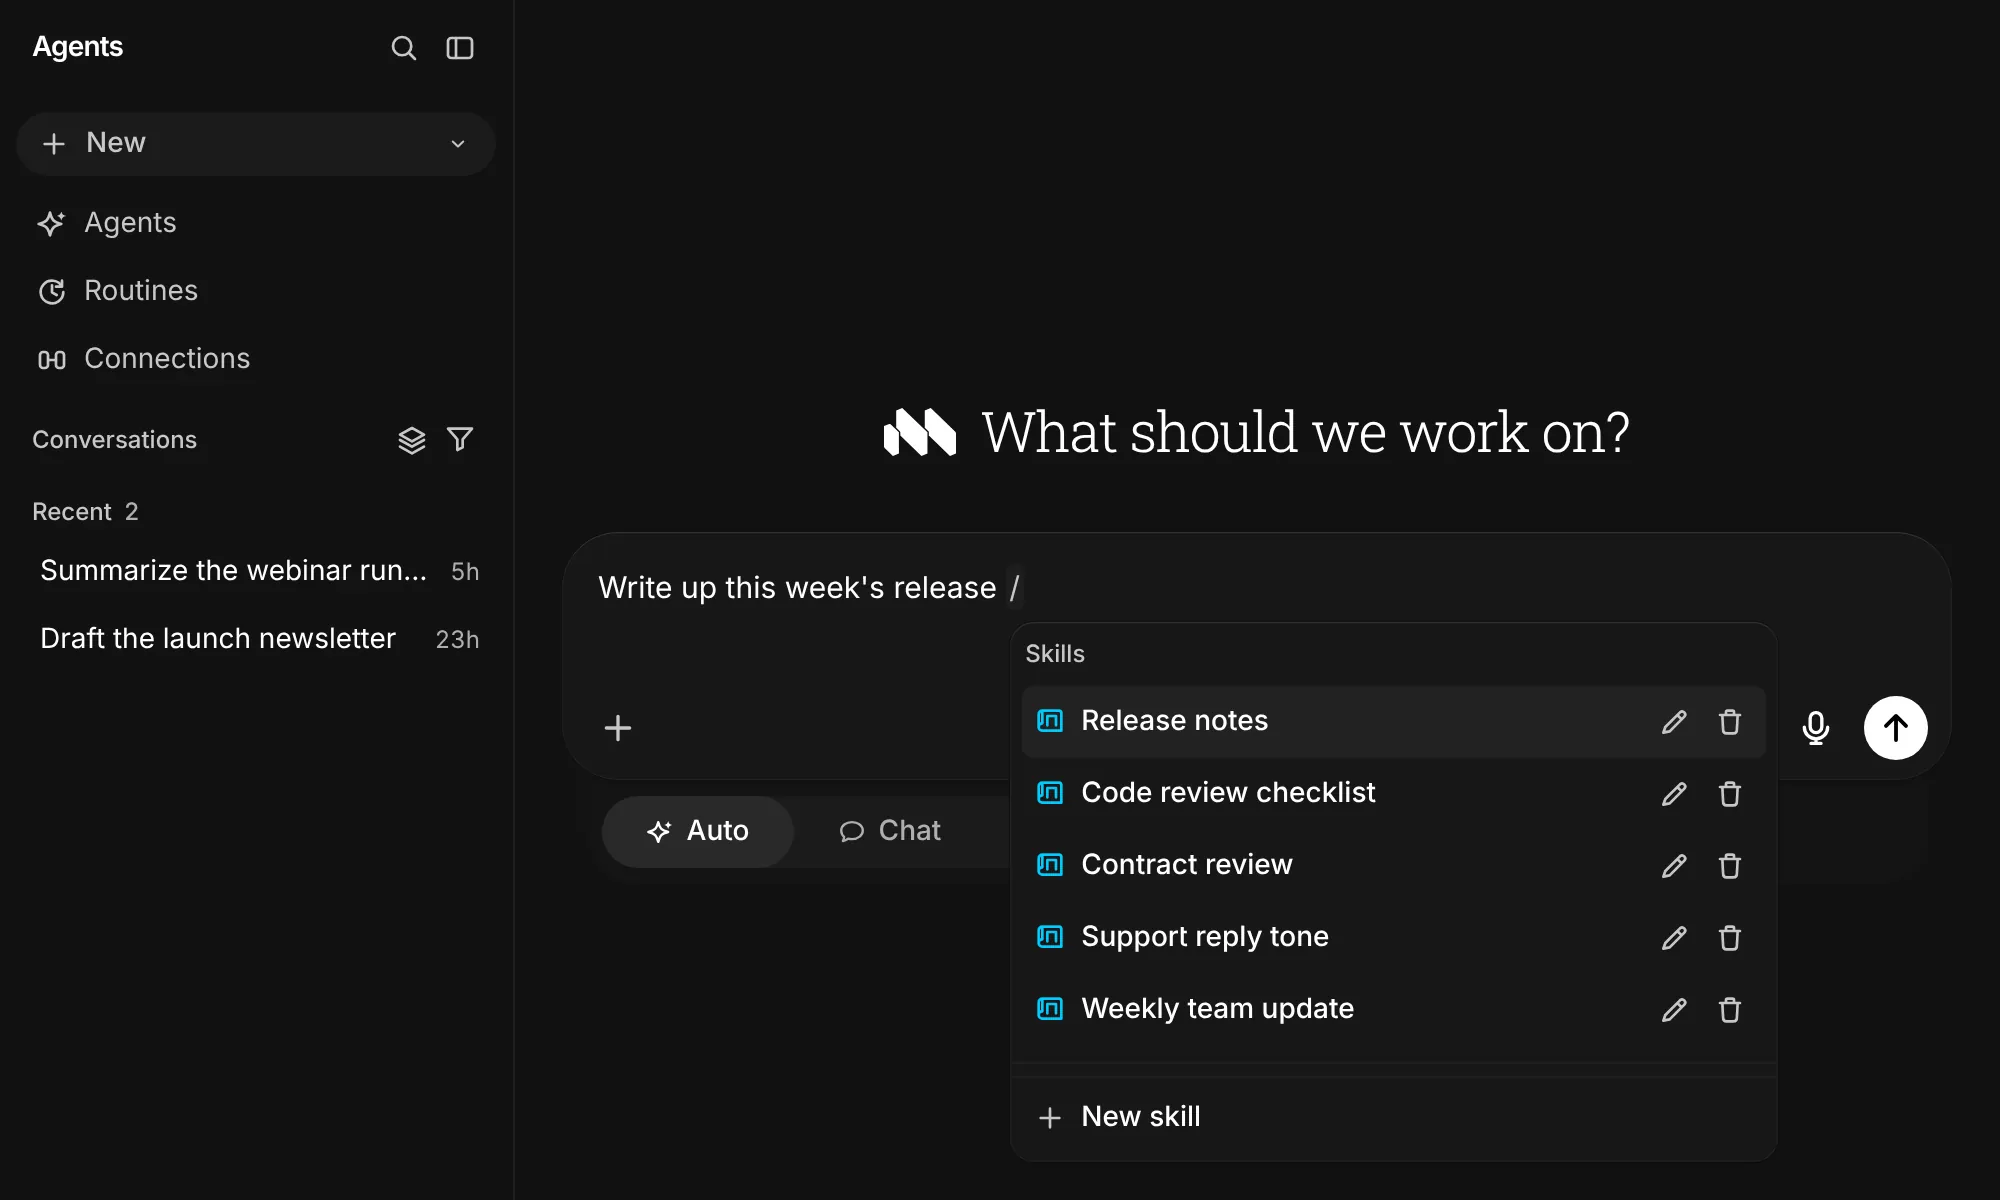 Agents
New
Agents
Routines
Connections
Conversations
Recent 2
Summarize the webinar run... 5h
Draft the launch newsletter 23h
What should we work on?
Write up this week's release /
Skills
Release notes
Code review checklist
Contract review
Support reply tone
Weekly team update
New skill
Auto
Chat